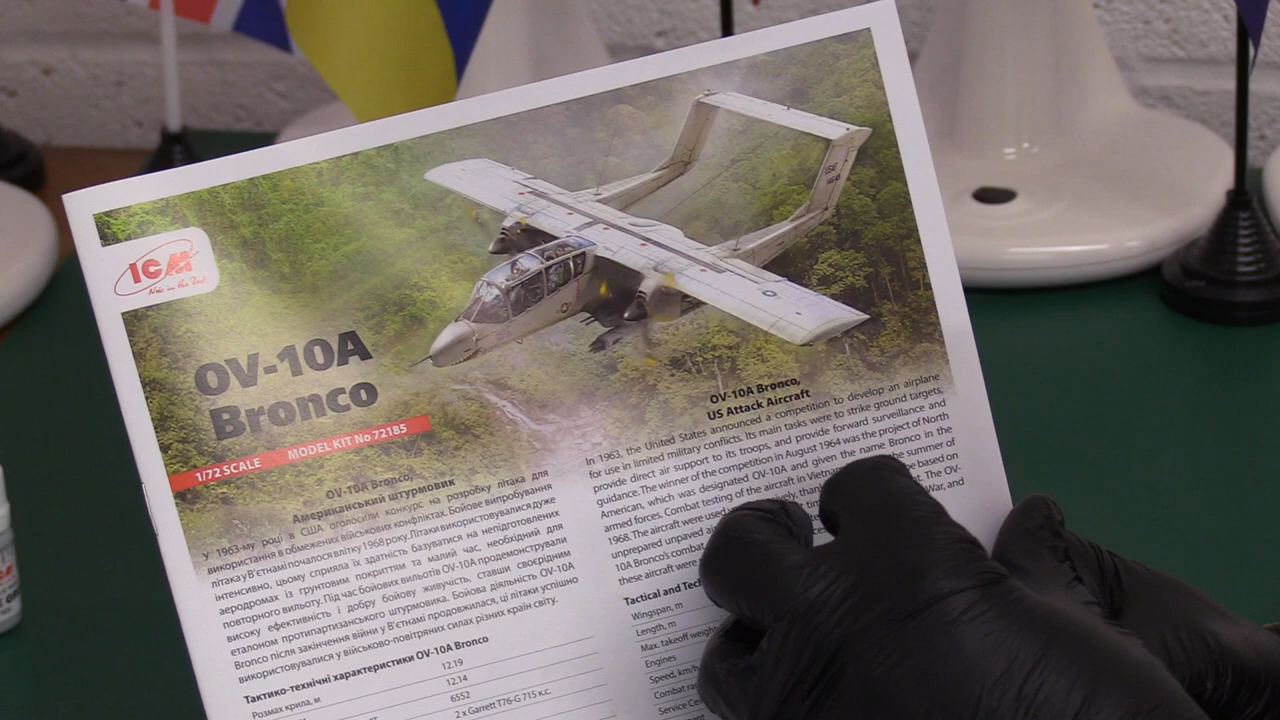 ICM
OV-10A
Bronco
1/72 SCALE MODEL KIT No 72185
USAF
OV-10A Bronco,
Американський штурмовик
У 1963-му році в США оголосили конкурс на розробку літака для
використання в обмежених військових конфліктах. Бойове випробування
літака у В'єтнамі почалося влітку 1968 року. Літаки використовувалися дуже
інтенсивно, цьому сприяла їх здатність базуватися на непідготовлених
аеродромах із ґрунтовим покриттям та малий час, необхідний для
повторного вильоту. Під час бойових вильотів OV-10A продемонстрували
високу ефективність і добру бойову живучість, ставши своєрідним
еталоном протипартизанського штурмовика. Бойова діяльність OV-10A
Bronco після закінчення війни у В'єтнамі продовжилася, ці літаки успішно
використовувалися у військово-повітряних силах різних країн світу.
Тактико-технічні характеристики OV-10A Bronco
Розмах крила, м 12.19
12.14
6552
2 x Garrett T76-G 715 к.с.
OV-10A Bronco,
US Attack Aircraft
In 1963, the United States announced a competition to develop an airplane
for use in limited military conflicts. Its main tasks were to strike ground targets,
provide direct air support to its troops, and provide forward surveillance and
guidance. The winner of the competition in August 1964 was the project of North
American, which was designated OV-10A and given the name Bronco in the
armed forces. Combat testing of the aircraft in Vietnam the summer of
1968. The aircraft were used be based on
unprepared unpaved The OV-
10A Bronco's combat War, and
these aircraft were
Tactical and
Wingspan, m
Length, m
Max. takeoff
Engines
Speed, km/h
Combat
Service